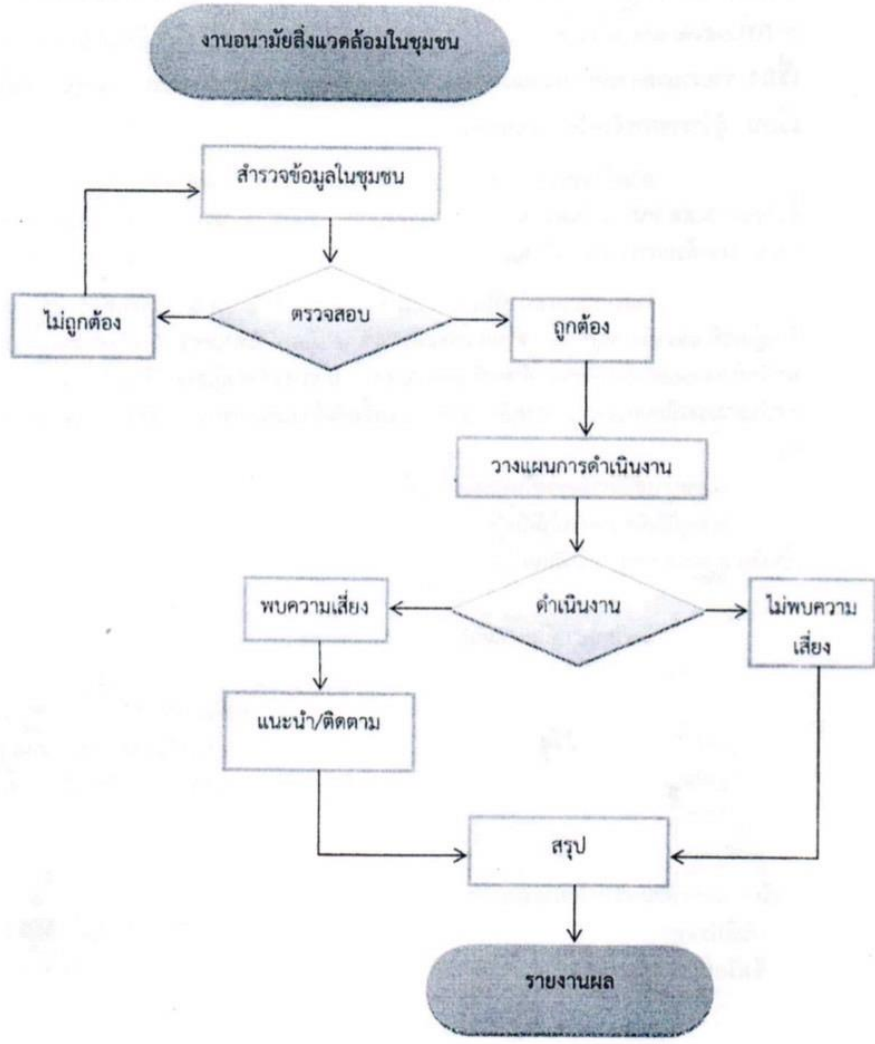 งานอนามัยสิ่งแวดล้อมในชุมชน
สำรวจข้อมูลในชุมชน
ไม่ถูกต้อง
ตรวจสอบ
ถูกต้อง
วางแผนการดำเนินงาน
พบความเสี่ยง
ดำเนินงาน
ไม่พบความ
เสี่ยง
แนะนำ/ติดตาม
สรุป
รายงานผล